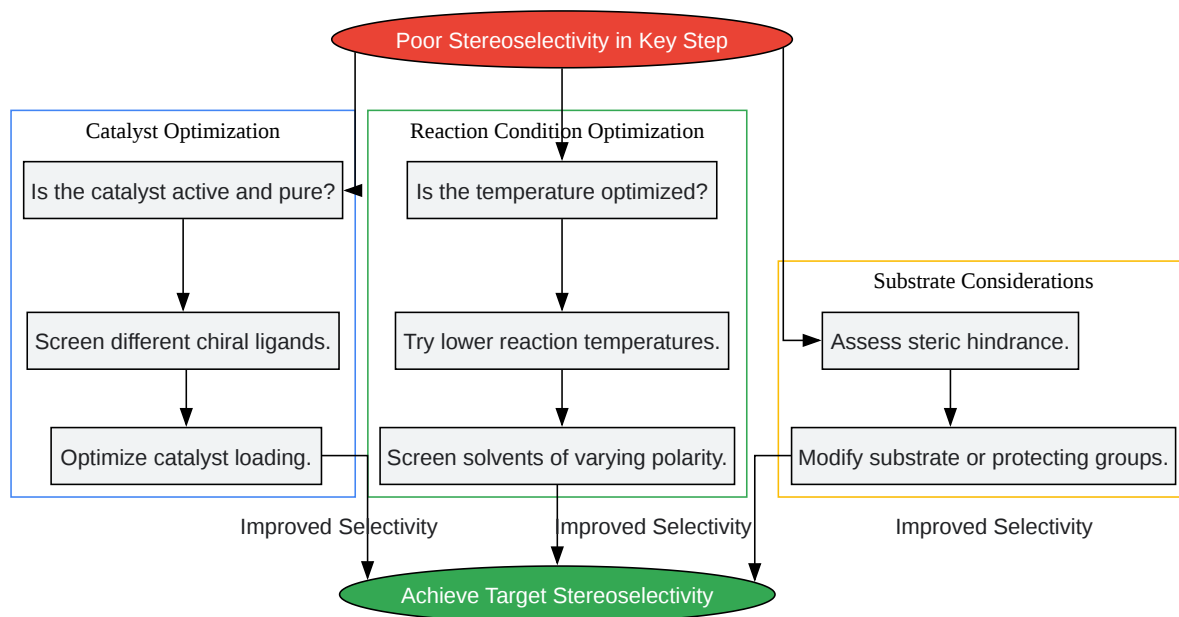 Poor Stereoselectivity in Key Step
Catalyst Optimization
Is the catalyst active and pure?
Screen different chiral ligands.
Optimize catalyst loading.
Reaction Condition Optimization
Is the temperature optimized?
Try lower reaction temperatures.
Screen solvents of varying polarity.
Substrate Considerations
Assess steric hindrance.
Modify substrate or protecting groups.
Improved Selectivity
Improved Selectivity
Improved Selectivity
Achieve Target Stereoselectivity